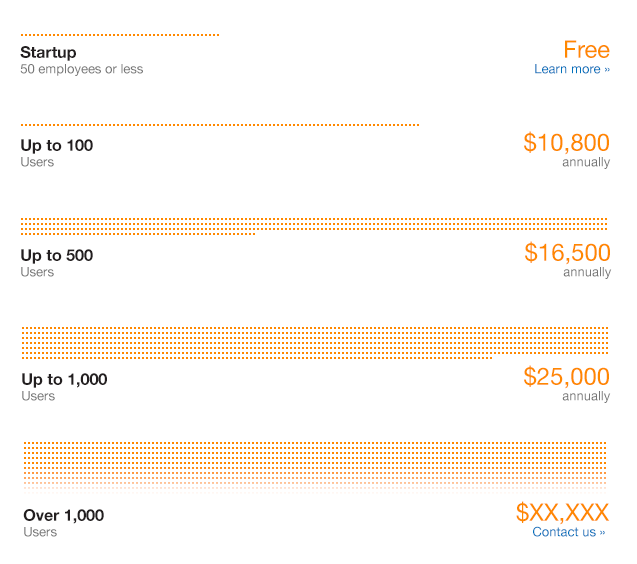 Startup
Free
50 employees or less
Learn more »
Up to 100
$10,800
Users
annually
Up to 500
$16,500
Users
annually
Up to 1,000
$25,000
Users
annually
Over 1,000
$XX,XXX
Users
Contact us »